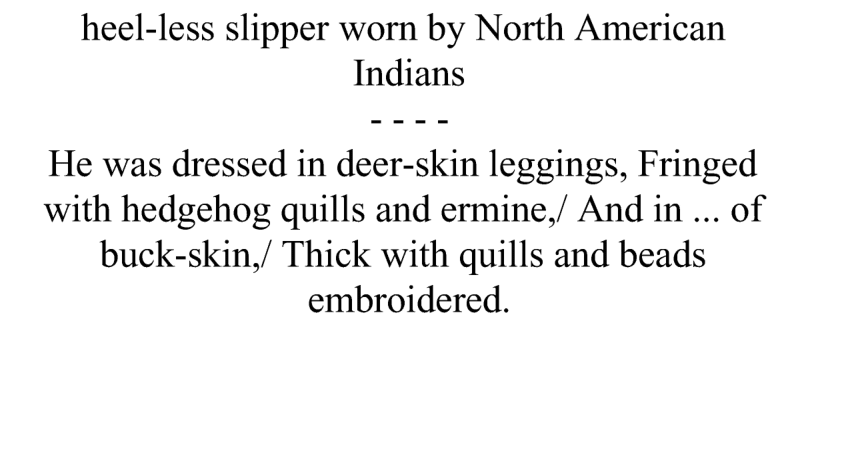 heel-less slipper worn by North American
Indians
- - - -
He was dressed in deer-skin leggings, Fringed
with hedgehog quills and ermine,/ And in ... of
buck-skin,/ Thick with quills and beads
embroidered.